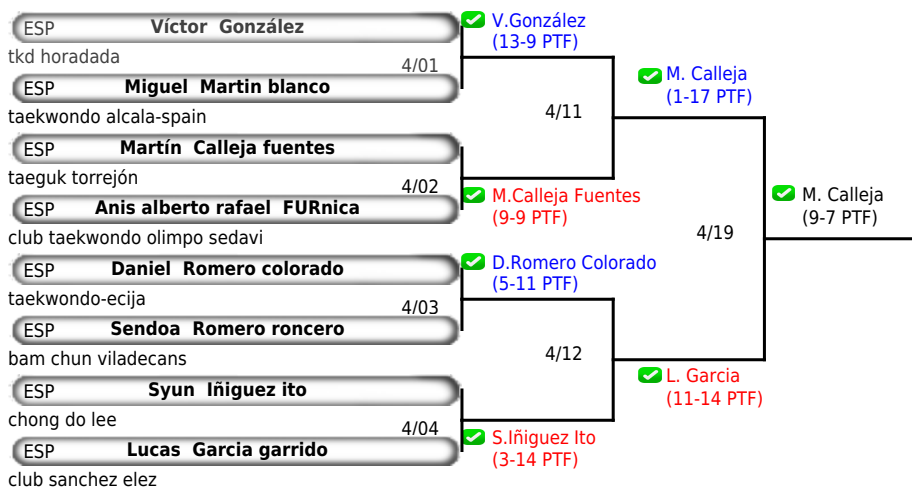 ESP Víctor González
tkd horadada
4/01
ESP Miguel Martin blanco
taekwondo alcala-spain
ESP Martín Calleja fuentes
taeguk torrejón
4/02
ESP Anis alberto rafael FURnica
club taekwondo olimpo sedavi
ESP Daniel Romero colorado
taekwondo-ecija
4/03
ESP Sendoa Romero roncero
bam chun viladecans
ESP Syun Iñiguez ito
chong do lee
4/04
ESP Lucas Garcia garrido
club sanchez elez
V.González
(13-9 PTF)
4/11
M.Calleja Fuentes
(9-9 PTF)
D.Romero Colorado
(5-11 PTF)
4/12
S.Iñiguez Ito
(3-14 PTF)
M. Calleja
(1-17 PTF)
4/19
L. Garcia
(11-14 PTF)
M. Calleja
(9-7 PTF)